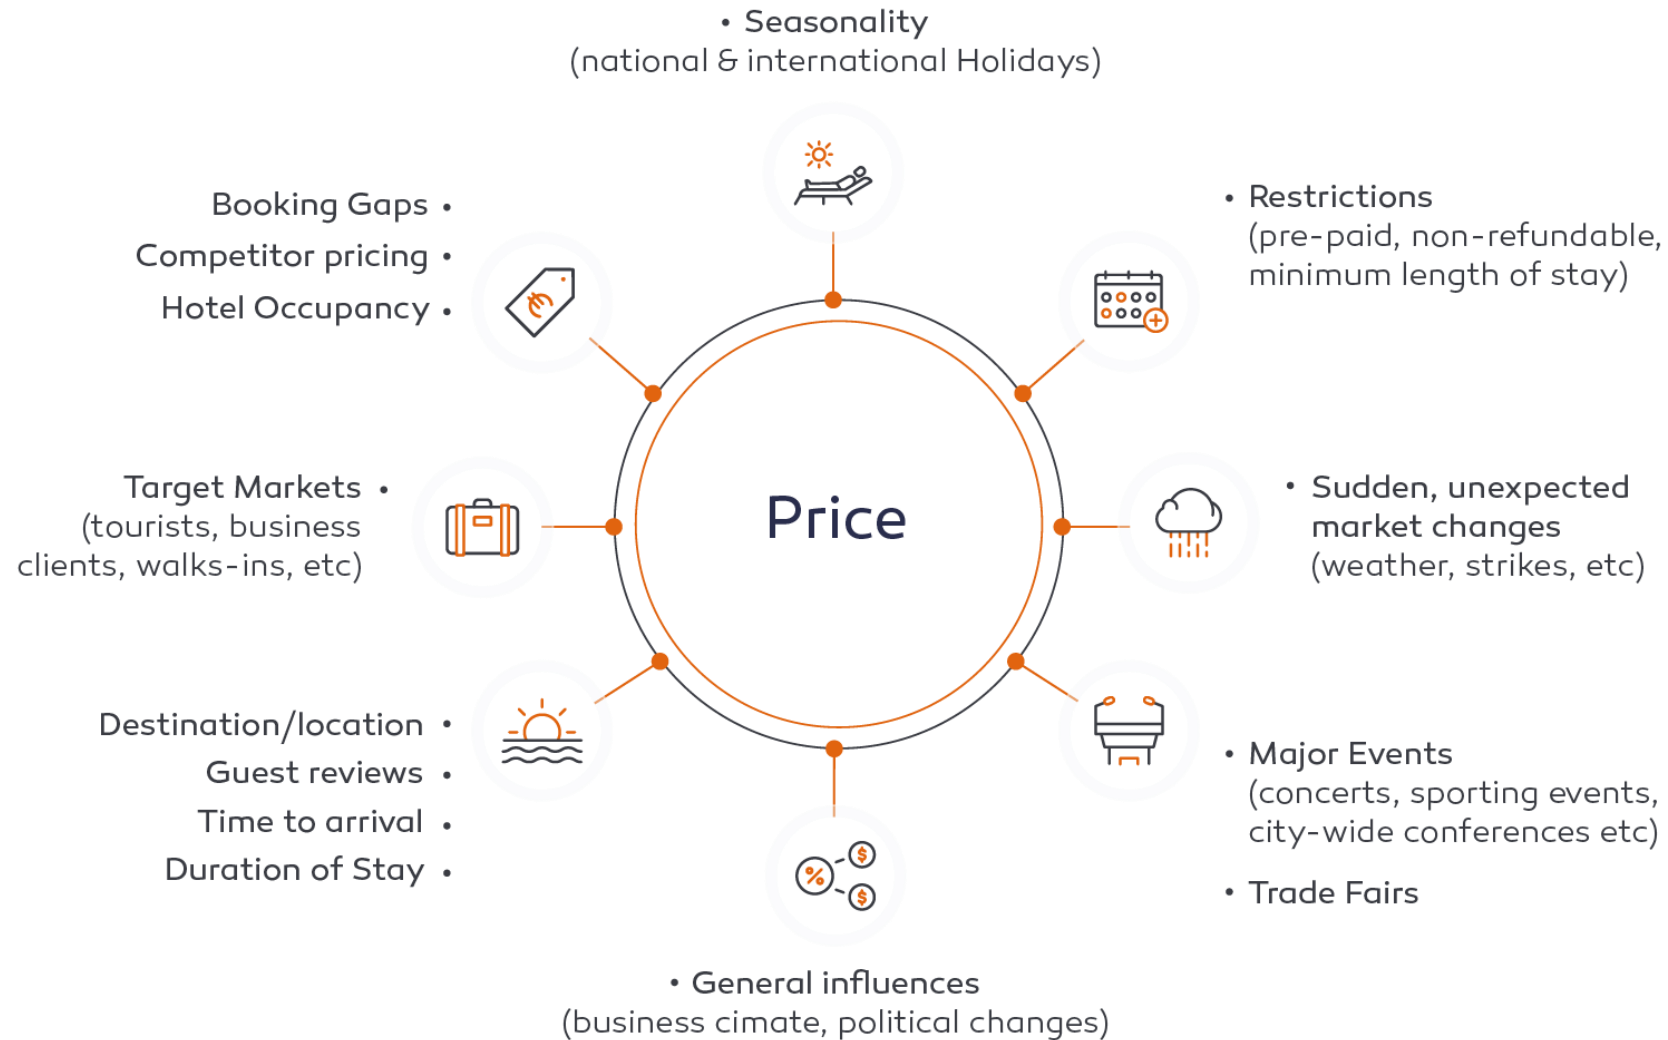 • Seasonality
(national & international Holidays)
• Restrictions
(pre-paid, non-refundable,
minimum length of stay)
• Sudden, unexpected
market changes
(weather, strikes, etc)
• Major Events
(concerts, sporting events,
city-wide conferences etc)
• Trade Fairs
• General influences
(business cimate, political changes)
Destination/location •
Guest reviews •
Time to arrival •
Duration of Stay •
Target Markets •
(tourists, business
clients, walks-ins, etc)
Booking Gaps •
Competitor pricing •
Hotel Occupancy •
€
Price
%
$
$